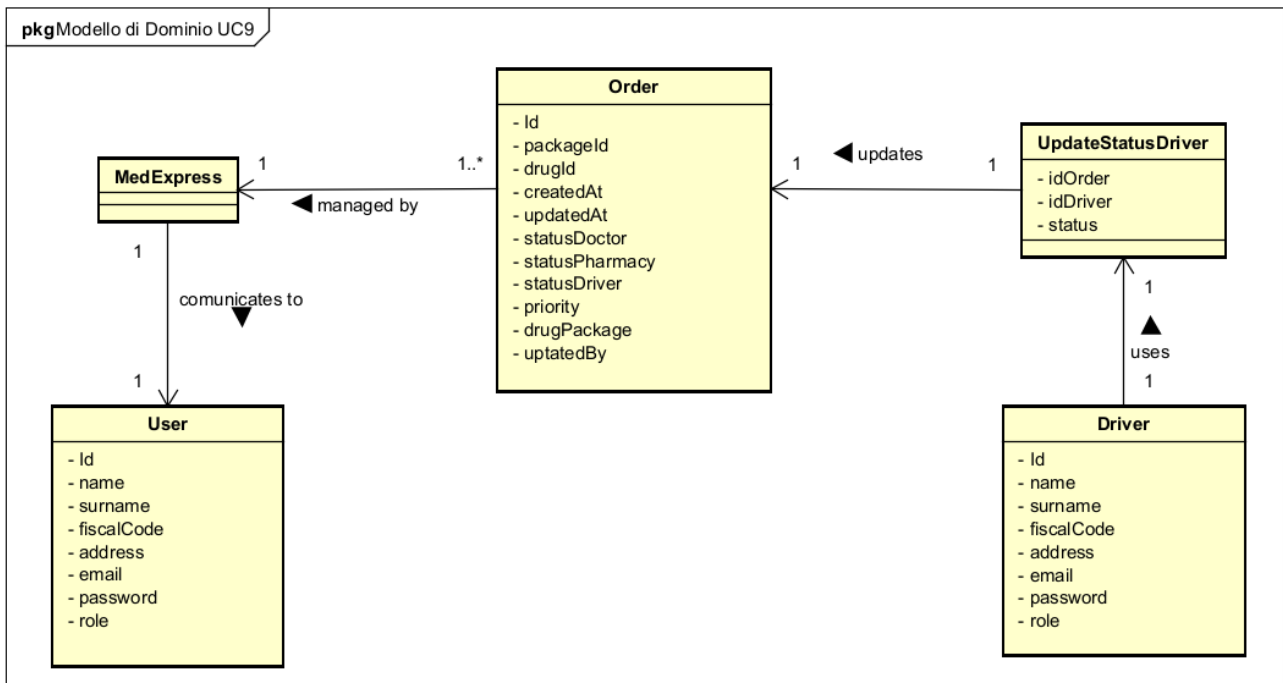 pkg Modello di Dominio UC9
Order
- Id
- packageId
- drugId
- createdAt
- updatedAt
- statusDoctor
- statusPharmacy
- statusDriver
- priority
- drugPackage
- uptatedBy
MedExpress
1
1..*
managed by
1
comunicates to
1
User
- Id
- name
- surname
- fiscalCode
- address
- email
- password
- role
UpdateStatusDriver
- idOrder
- idDriver
- status
1
updates
1
1
uses
1
Driver
- Id
- name
- surname
- fiscalCode
- address
- email
- password
- role